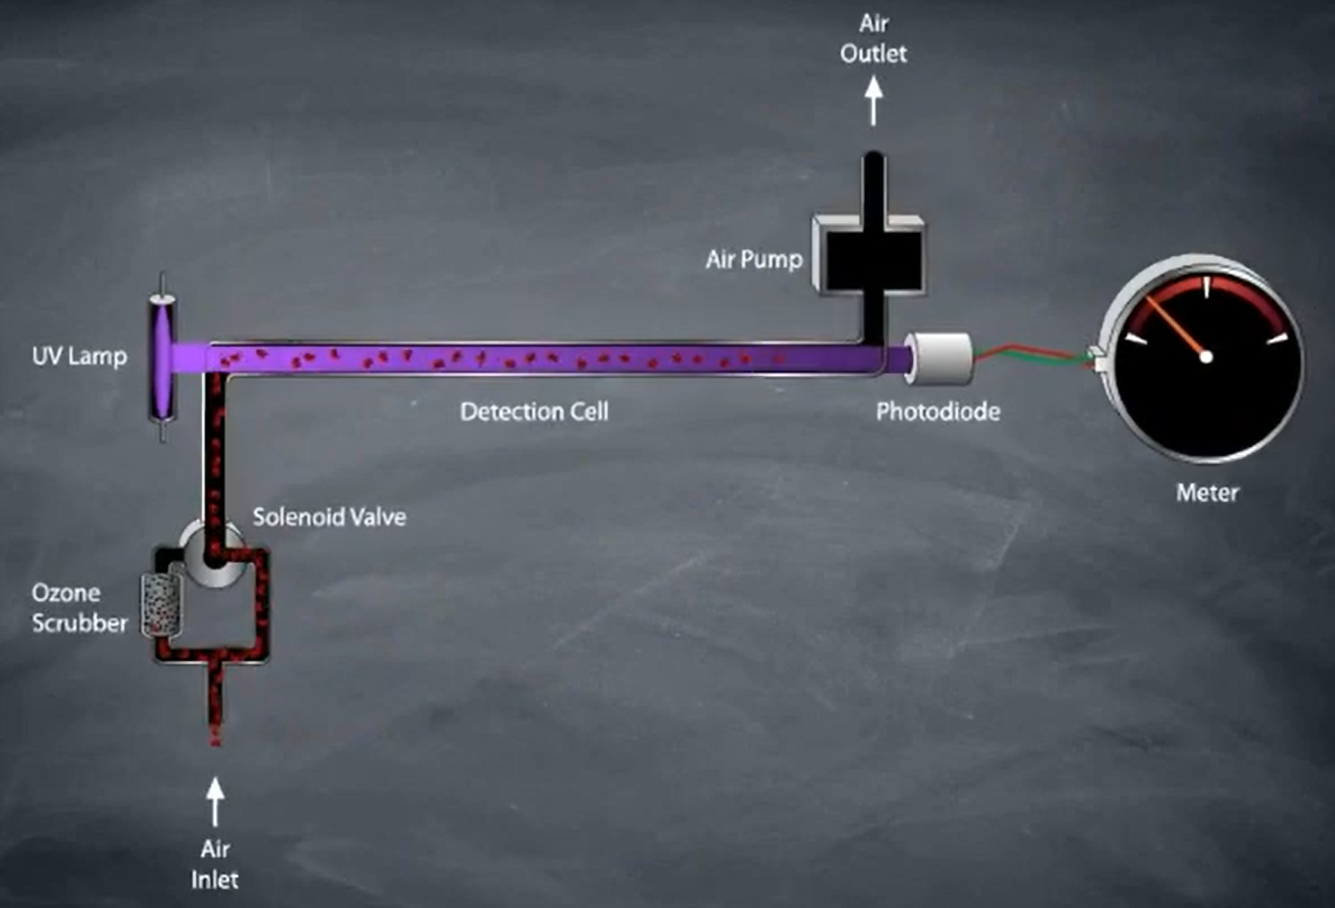 Air
Outlet
Air Pump
UV Lamp
Detection Cell
Photodiode
Meter
Solenoid Valve
Ozone
Scrubber
Air
Inlet